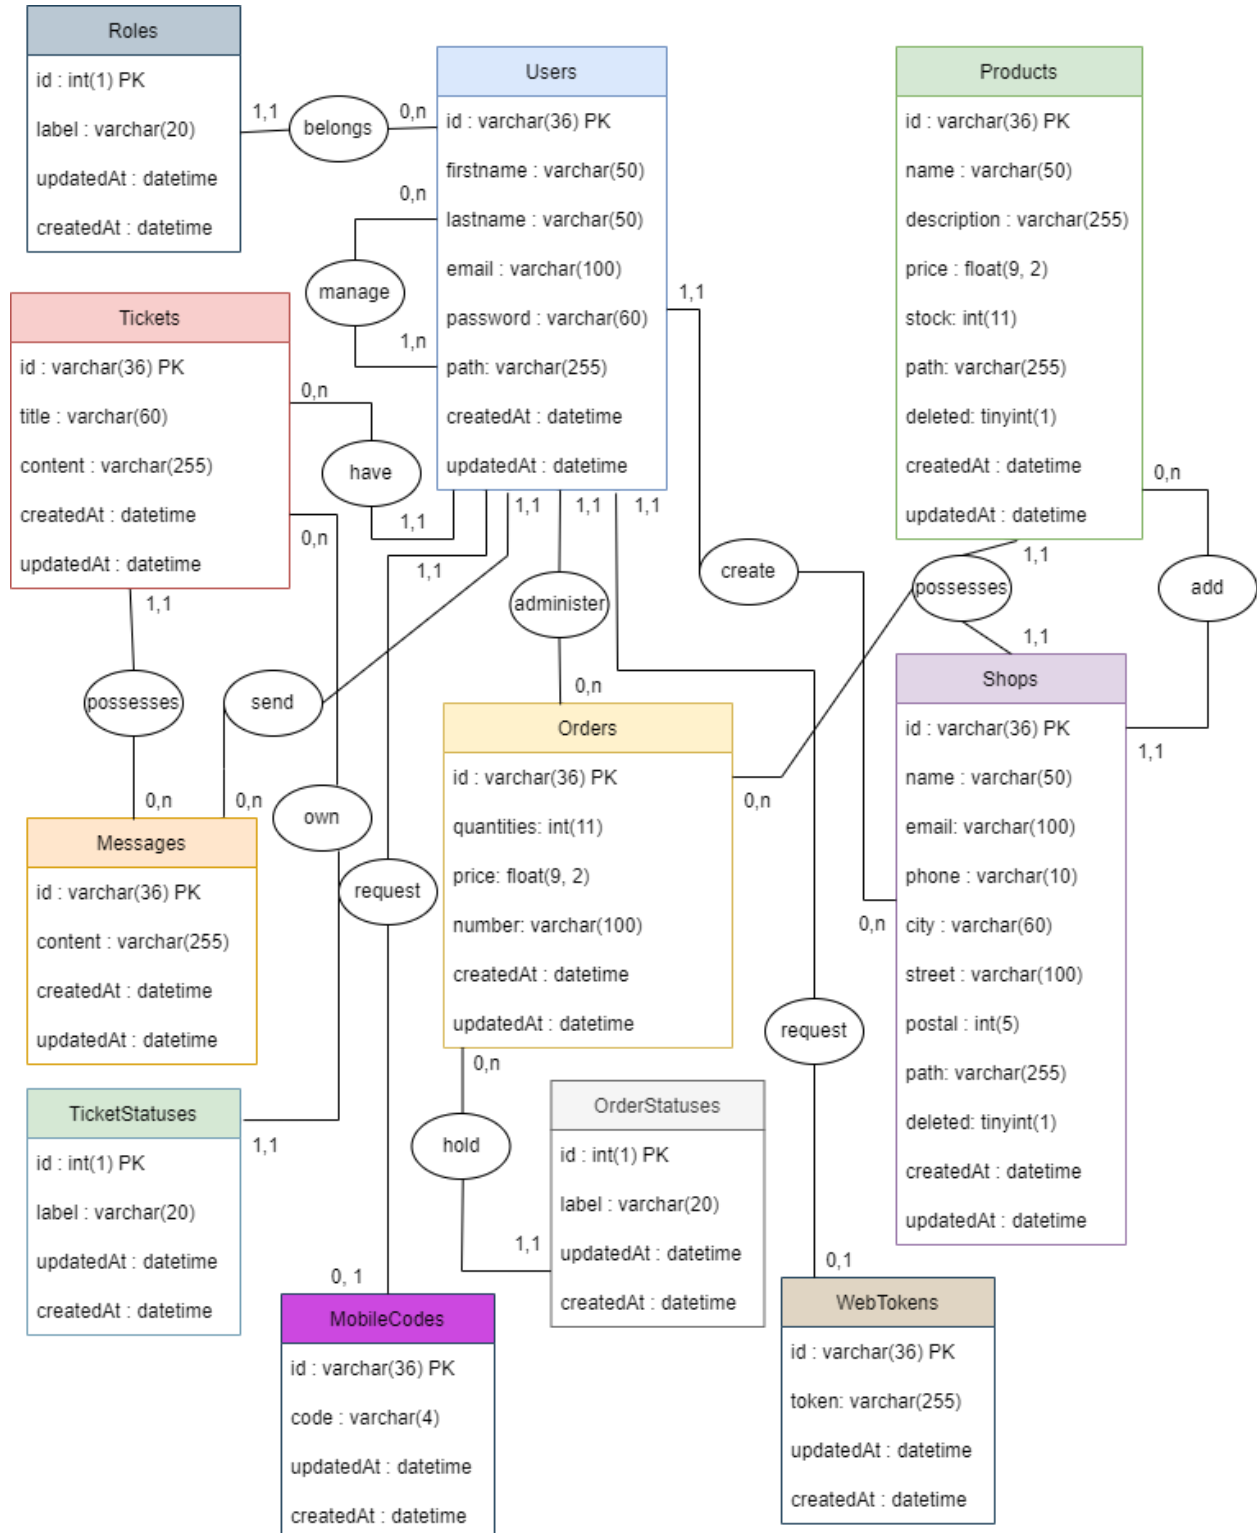 Roles
id : int(1) PK
label : varchar(20)
updatedAt : datetime
createdAt : datetime
1,1
belongs
0,n
Users
id : varchar(36) PK
firstname : varchar(50)
lastname : varchar(50)
email : varchar(100)
password : varchar(60)
path: varchar(255)
createdAt : datetime
updatedAt : datetime
0,n
manage
1,n
Products
id : varchar(36) PK
name : varchar(50)
description : varchar(255)
price : float(9, 2)
stock: int(11)
path: varchar(255)
deleted: tinyint(1)
createdAt : datetime
updatedAt : datetime
Tickets
id : varchar(36) PK
title : varchar(60)
content : varchar(255)
createdAt : datetime
updatedAt : datetime
0,n
have
1,1
0,n
own
1,1
1,1
possesses
0,n
1,1
send
0,n
1,1
request
0, 1
1,1
administer
0,n
1,1
request
0,1
1,1
create
0,n
1,1
possesses
1,1
0,n
0,n
add
1,1
Messages
id : varchar(36) PK
content : varchar(255)
createdAt : datetime
updatedAt : datetime
Orders
id : varchar(36) PK
quantities: int(11)
price: float(9, 2)
number: varchar(100)
createdAt : datetime
updatedAt : datetime
0,n
hold
1,1
Shops
id : varchar(36) PK
name : varchar(50)
email: varchar(100)
phone : varchar(10)
city : varchar(60)
street : varchar(100)
postal : int(5)
path: varchar(255)
deleted: tinyint(1)
createdAt : datetime
updatedAt : datetime
TicketStatuses
id : int(1) PK
label : varchar(20)
updatedAt : datetime
createdAt : datetime
OrderStatuses
id : int(1) PK
label : varchar(20)
updatedAt : datetime
createdAt : datetime
MobileCodes
id : varchar(36) PK
code : varchar(4)
updatedAt : datetime
createdAt : datetime
WebTokens
id : varchar(36) PK
token: varchar(255)
updatedAt : datetime
createdAt : datetime